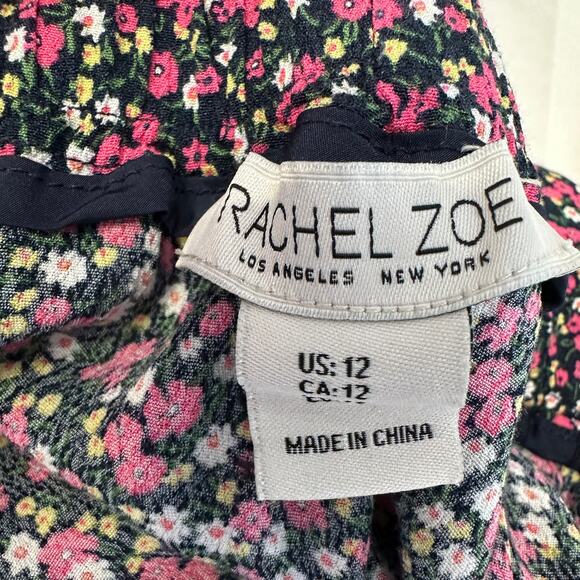 RACHEL ZOE
LOS ANGELES NEW YORK
US: 12
CA: 12
MADE IN CHINA